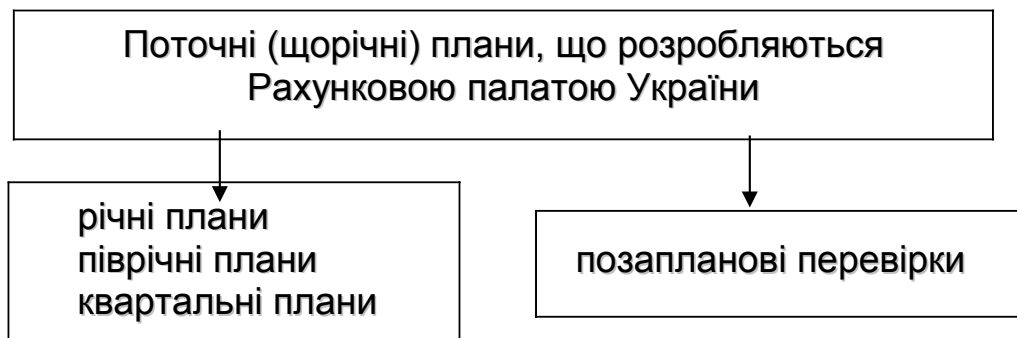 Поточні (щорічні) плани, що розробляються
Рахунковою палатою України
річні плани
піврічні плани
квартальні плани
позапланові перевірки